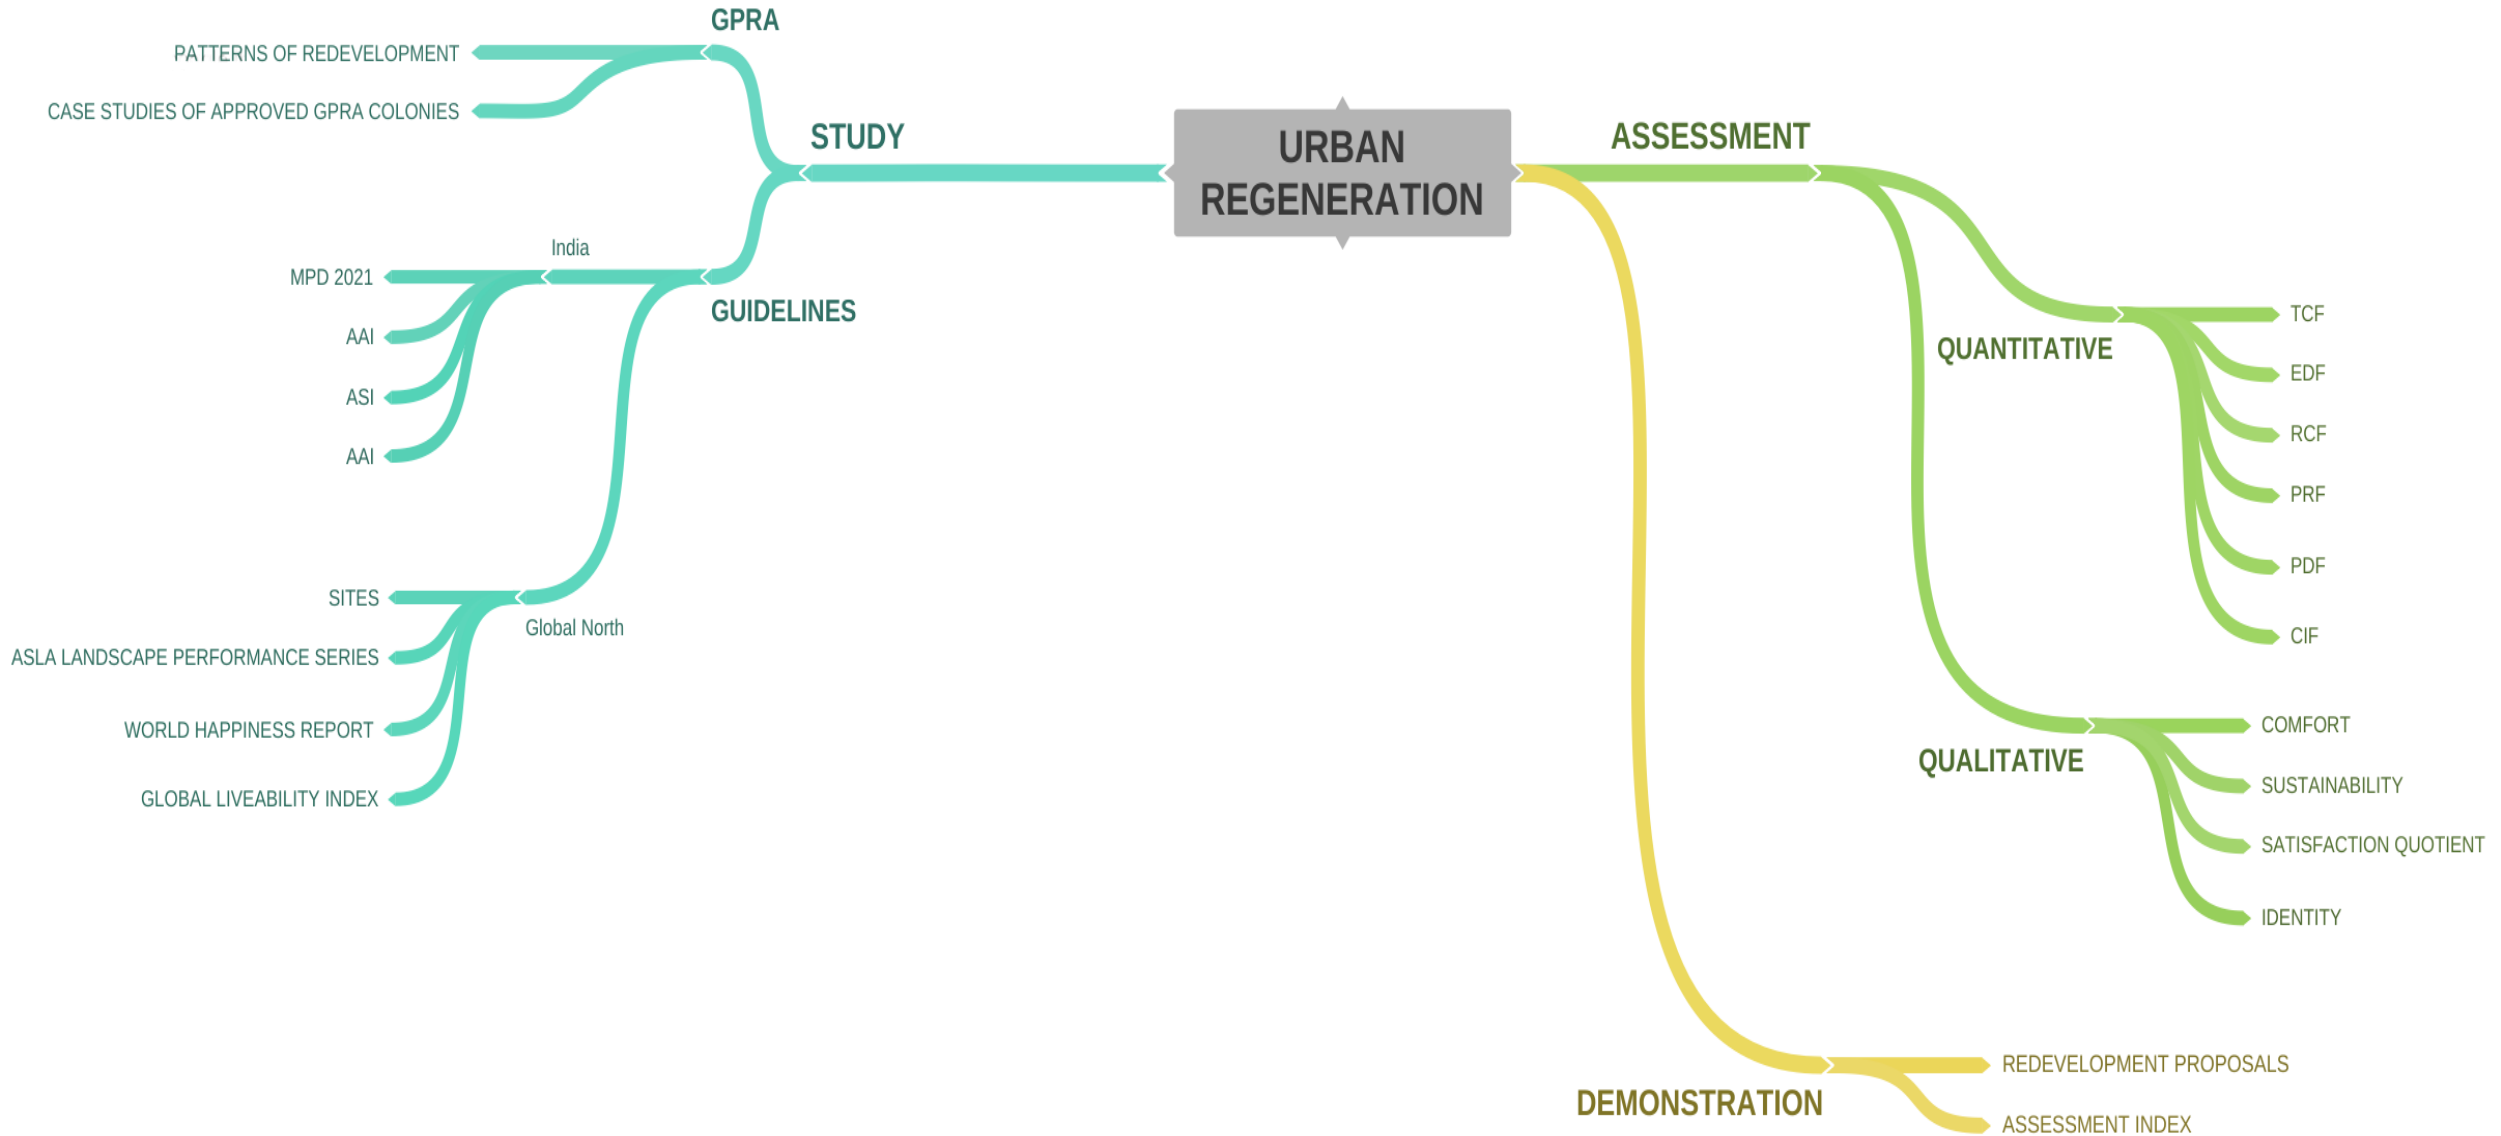 URBAN
REGENERATION
STUDY
GPRA
PATTERNS OF REDEVELOPMENT
CASE STUDIES OF APPROVED GPRA COLONIES
GUIDELINES
India
MPD 2021
AAI
ASI
AAI
Global North
SITES
ASLA LANDSCAPE PERFORMANCE SERIES
WORLD HAPPINESS REPORT
GLOBAL LIVEABILITY INDEX
ASSESSMENT
QUANTITATIVE
TCF
EDF
RCF
PRF
PDF
CIF
QUALITATIVE
COMFORT
SUSTAINABILITY
SATISFACTION QUOTIENT
IDENTITY
DEMONSTRATION
REDEVELOPMENT PROPOSALS
ASSESSMENT INDEX